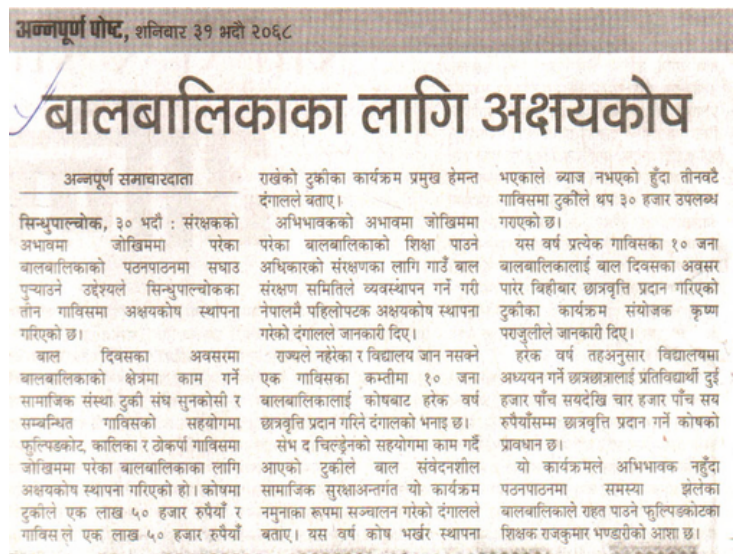 अन्नपूर्ण पोष्ट, शनिवार ३१ भदौ २०६८
बालबालिकाका लागि अक्षयकोष
अन्नपूर्ण समाचारदाता
सिन्धुपाल्चोक, ३० भदौ : संरक्षकको
अभावमा जोखिममा परेका
बालबालिकाको पठनपाठनमा सघाउ
पुऱ्याउने उद्देश्यले सिन्धुपाल्चोकका
तीन गाविसमा अक्षयकोष स्थापना
गरिएको छ।
बाल दिवसका अवसरमा
बालबालिकाको क्षेत्रमा काम गर्ने
सामाजिक संस्था टुकी संघ सुनकोसी र
सम्बन्धित गाविसको सहयोगमा
फुल्पिङकोट, कालिका र ठोकर्पा गाविसमा
जोखिममा परेका बालबालिकाका लागि
अक्षयकोष स्थापना गरिएको हो। कोषमा
टुकीले एक लाख ५० हजार रुपैयाँ र
गाविसले एक लाख ५० हजार रुपैयाँ
राखेको टुकीका कार्यक्रम प्रमुख हेमन्त
दंगालले बताए।
अभिभावकको अभावमा जोखिममा
परेका बालबालिकाको शिक्षा पाउने
अधिकारको संरक्षणका लागि गाउँ बाल
संरक्षण समितिले व्यवस्थापन गर्ने गरी
नेपालमै पहिलोपटक अक्षयकोष स्थापना
गरेको दंगालले जानकारी दिए।
राज्यले नहेरेका र विद्यालय जान नसक्ने
एक गाविसका कम्तीमा १० जना
बालबालिकालाई कोषबाट हरेक वर्ष
छात्रवृत्ति प्रदान गरिने दंगालको भनाइ छ।
सेभ द चिल्ड्रेनको सहयोगमा काम गर्दै
आएको टुकीले बाल संवेदनशील
सामाजिक सुरक्षाअन्तर्गत यो कार्यक्रम
नमुनाका रूपमा सञ्चालन गरेको दंगालले
बताए। यस वर्ष कोष भर्खर स्थापना
भएकाले ब्याज नभएको हुँदा तीनवटै
गाविसमा टुकीले थप ३० हजार उपलब्ध
गराएको छ।
यस वर्ष प्रत्येक गाविसका १० जना
बालबालिकालाई बाल दिवसका अवसर
पारेर बिहीबार छात्रवृत्ति प्रदान गरिएको
टुकीका कार्यक्रम संयोजक कृष्ण
पराजुलीले जानकारी दिए।
हरेक वर्ष तहअनुसार विद्यालयमा
अध्ययन गर्ने छात्रछात्रालाई प्रतिविद्यार्थी दुई
हजार पाँच सयदेखि चार हजार पाँच सय
रुपैयाँसम्म छात्रवृत्ति प्रदान गर्ने कोषको
प्रावधान छ।
यो कार्यक्रमले अभिभावक नहुँदा
पठनपाठनमा समस्या झेलेका
बालबालिकाले राहत पाउने फुल्पिङकोटका
शिक्षक राजकुमार भण्डारीको आशा छ।